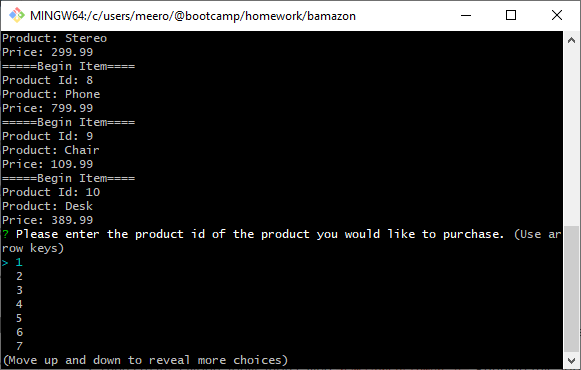 MINGW64:/c/users/meero/@bootcamp/homework/bamazon
Product: Stereo
Price: 299.99
=====Begin Item====
Product Id: 8
Product: Phone
Price: 799.99
=====Begin Item====
Product Id: 9
Product: Chair
Price: 109.99
=====Begin Item====
Product Id: 10
Product: Desk
Price: 389.99
? Please enter the product id of the product you would like to purchase. (Use ar
row keys)
> 1
2
3
4
5
6
7
(Move up and down to reveal more choices)